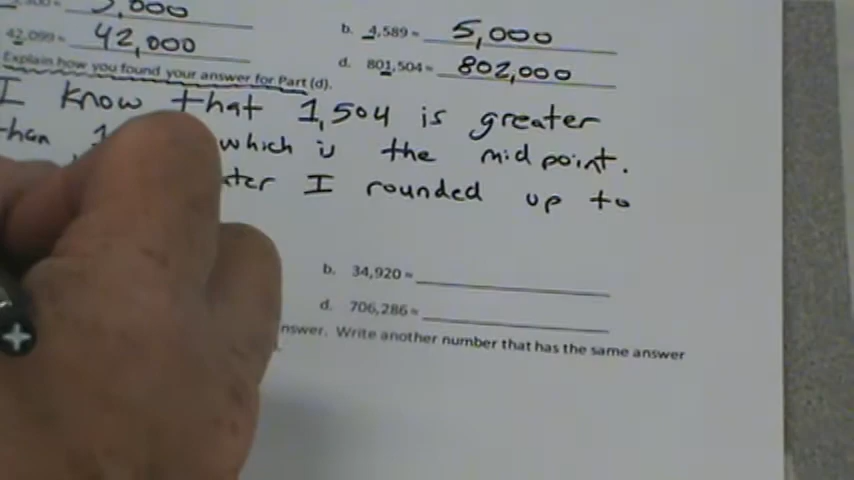 5,000
b. 4,589 ≈ 5,000
42,099 ≈ 42,000
d. 801,504 ≈ 802,000
Explain how you found your answer for Part (d).
I know that 1,504 is greater
than which is the midpoint.
I rounded up to
b. 34,920 ≈
d. 706,286 ≈
Write another number that has the same answer